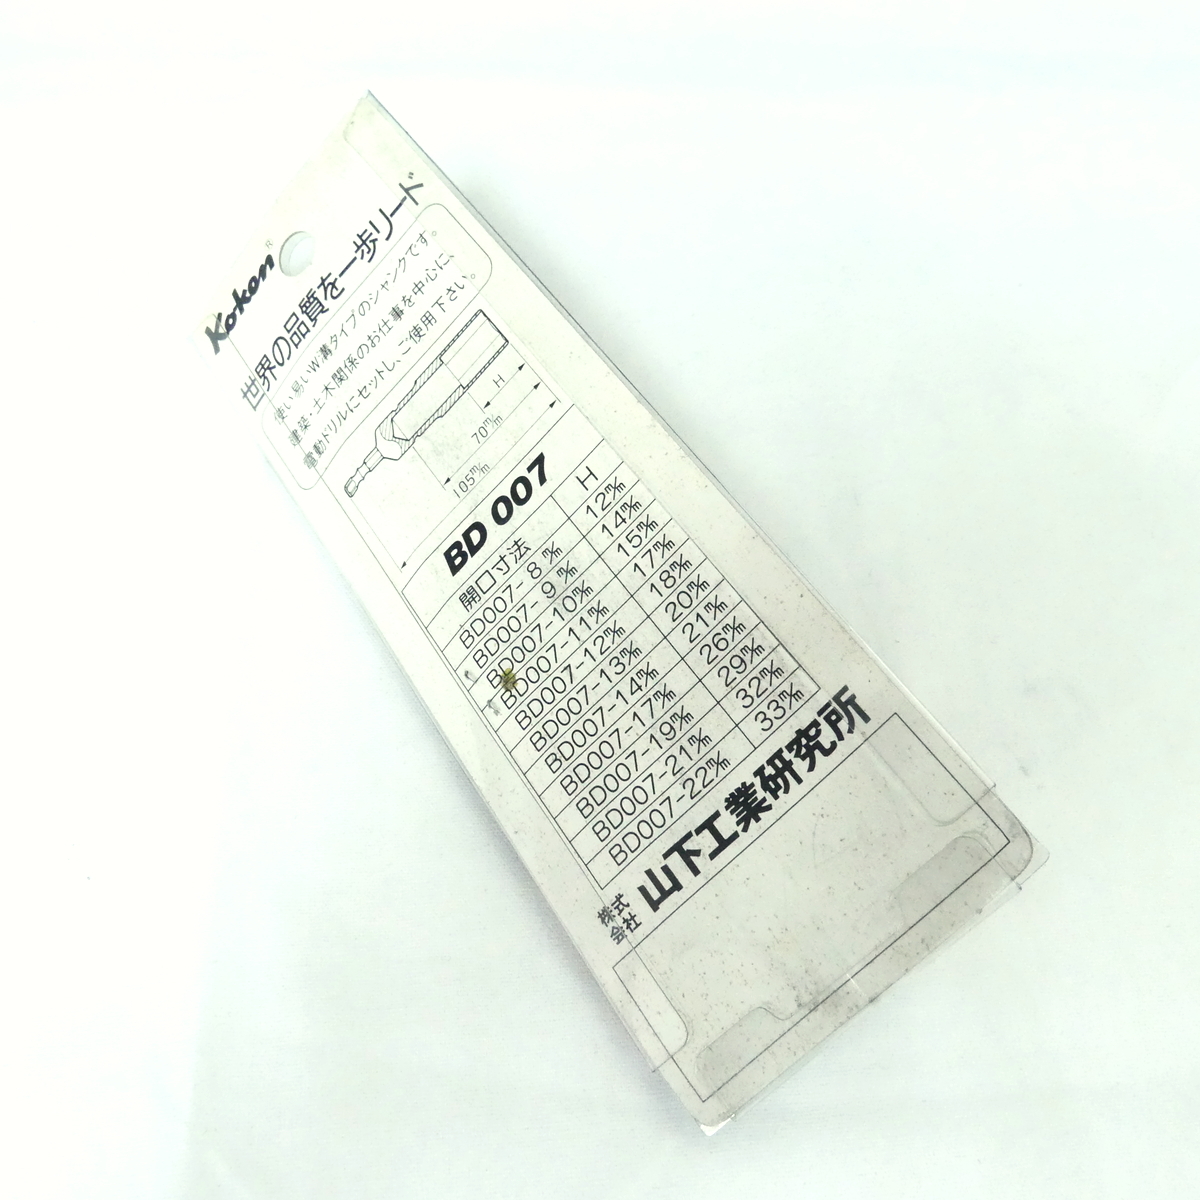 Ko-ken®
世界の品質を一歩リード
使い易いW溝タイプのシャンクです。
建築・土木関係のお仕事を中心に、
電動ドリルにセットし、ご使用下さい。
H
70m/m
105m/m
BD 007
開口寸法 H
BD007- 8m/m 12m/m
BD007- 9m/m 14m/m
BD007-10m/m 15m/m
BD007-11m/m 17m/m
BD007-12m/m 18m/m
BD007-13m/m 20m/m
BD007-14m/m 21m/m
BD007-17m/m 26m/m
BD007-19m/m 29m/m
BD007-21m/m 32m/m
BD007-22m/m 33m/m
株式会社 山下工業研究所